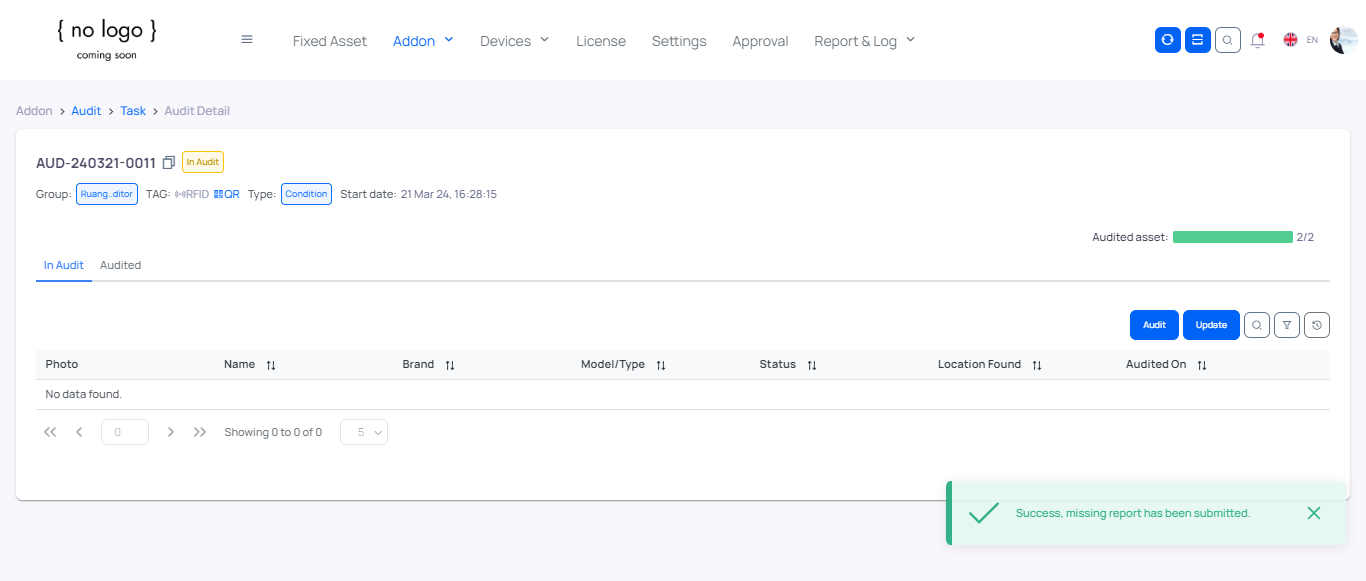 { no logo }
coming soon
Fixed Asset Addon Devices License Settings Approval Report & Log EN
Addon > Audit > Task > Audit Detail
AUD-240321-0011 In Audit
Group: Ruang..ditor TAG: RFID QR Type: Condition Start date: 21 Mar 24, 16:28:15
Audited asset: 2/2
In Audit Audited
Audit Update
Photo Name Brand Model/Type Status Location Found Audited On
No data found.
0 Showing 0 to 0 of 0 5
Success, missing report has been submitted.